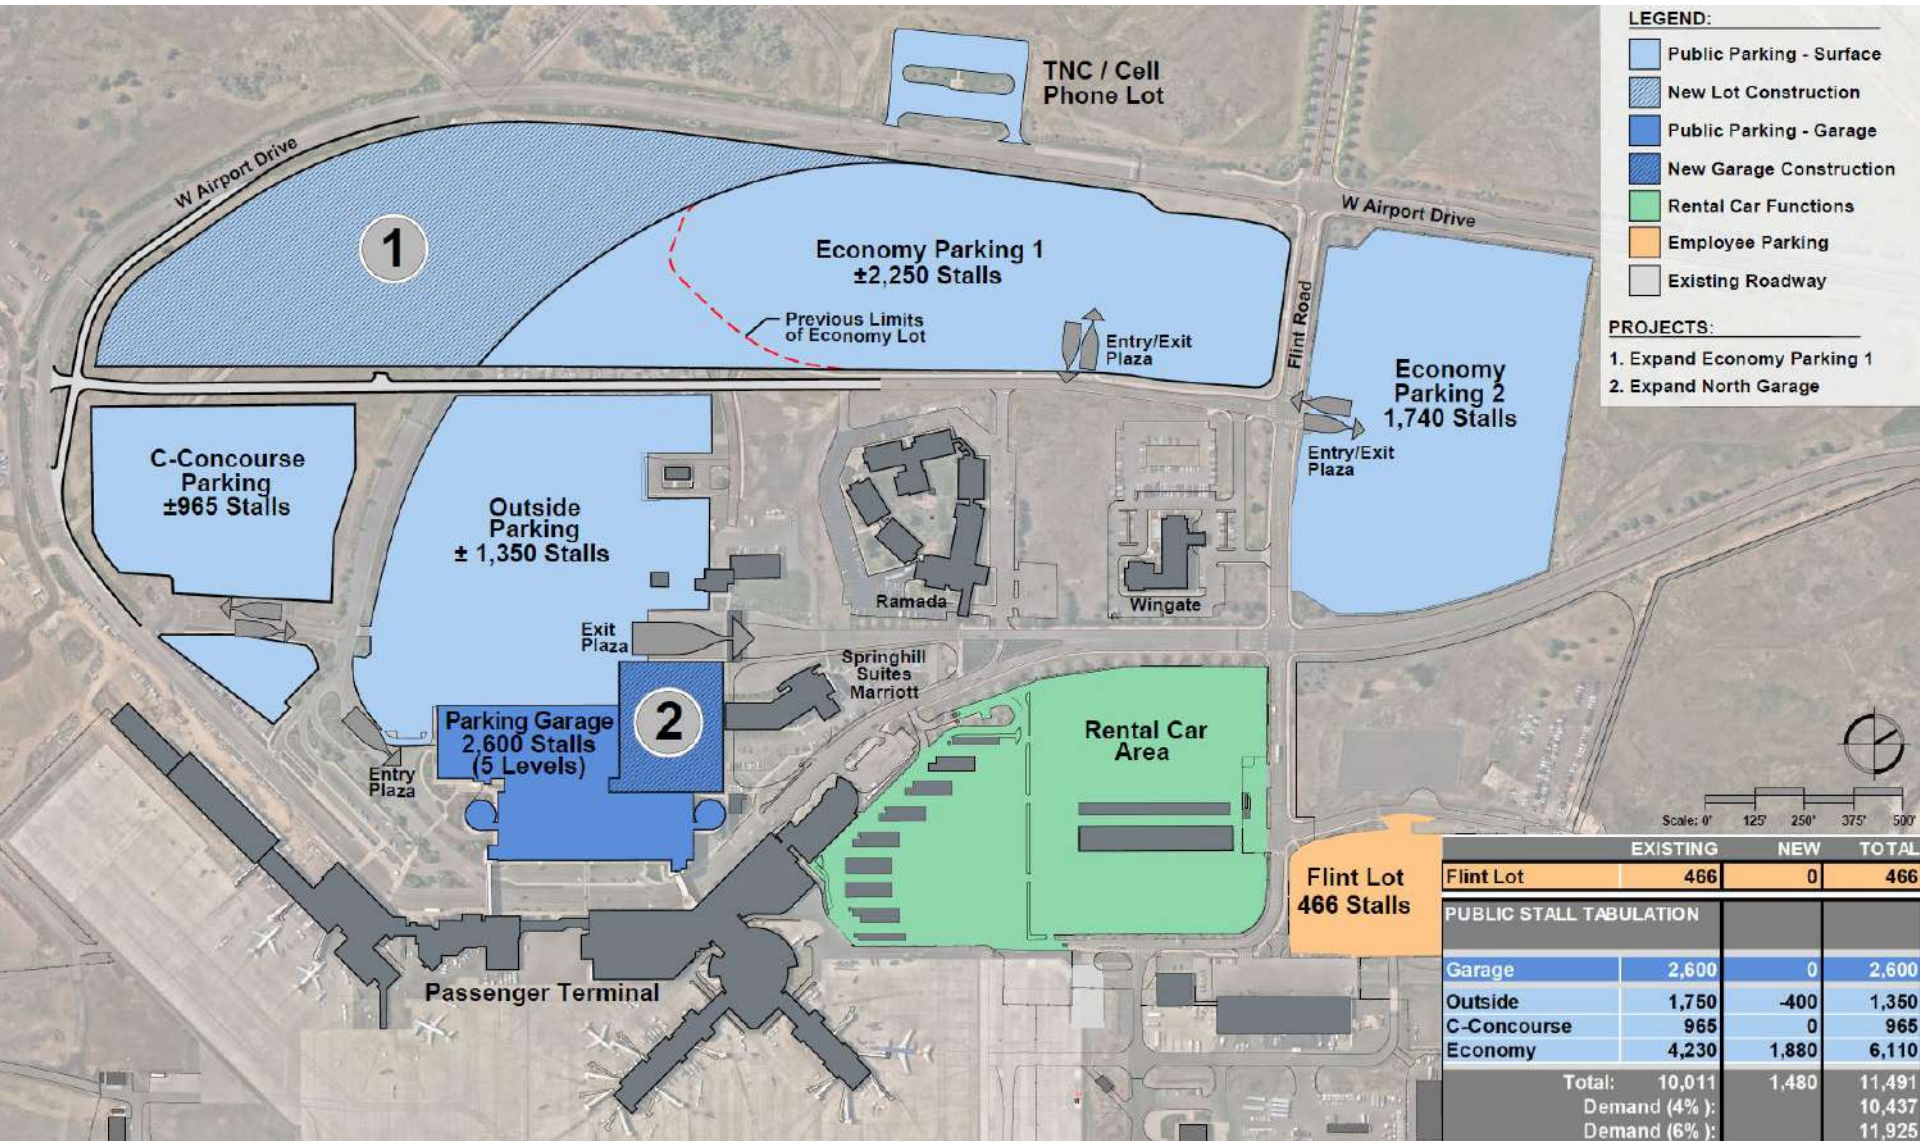 TNC / Cell
Phone Lot
W Airport Drive
1
Economy Parking 1
±2,250 Stalls
Previous Limits
of Economy Lot
Entry/Exit
Plaza
W Airport Drive
Flint Road
Economy
Parking 2
1,740 Stalls
Entry/Exit
Plaza
C-Concourse
Parking
±965 Stalls
Outside
Parking
± 1,350 Stalls
Ramada
Wingate
Exit
Plaza
Springhill
Suites
Marriott
Parking Garage
2,600 Stalls
(5 Levels)
2
Entry
Plaza
Rental Car
Area
Passenger Terminal
Flint Lot
466 Stalls
LEGEND:
Public Parking - Surface
New Lot Construction
Public Parking - Garage
New Garage Construction
Rental Car Functions
Employee Parking
Existing Roadway
PROJECTS:
1. Expand Economy Parking 1
2. Expand North Garage
Scale: 0' 125' 250' 375' 500'
EXISTING NEW TOTAL
Flint Lot 466 0 466
PUBLIC STALL TABULATION
Garage 2,600 0 2,600
Outside 1,750 -400 1,350
C-Concourse 965 0 965
Economy 4,230 1,880 6,110
Total: 10,011 1,480 11,491
Demand (4% ): 10,437
Demand (6% ): 11,925